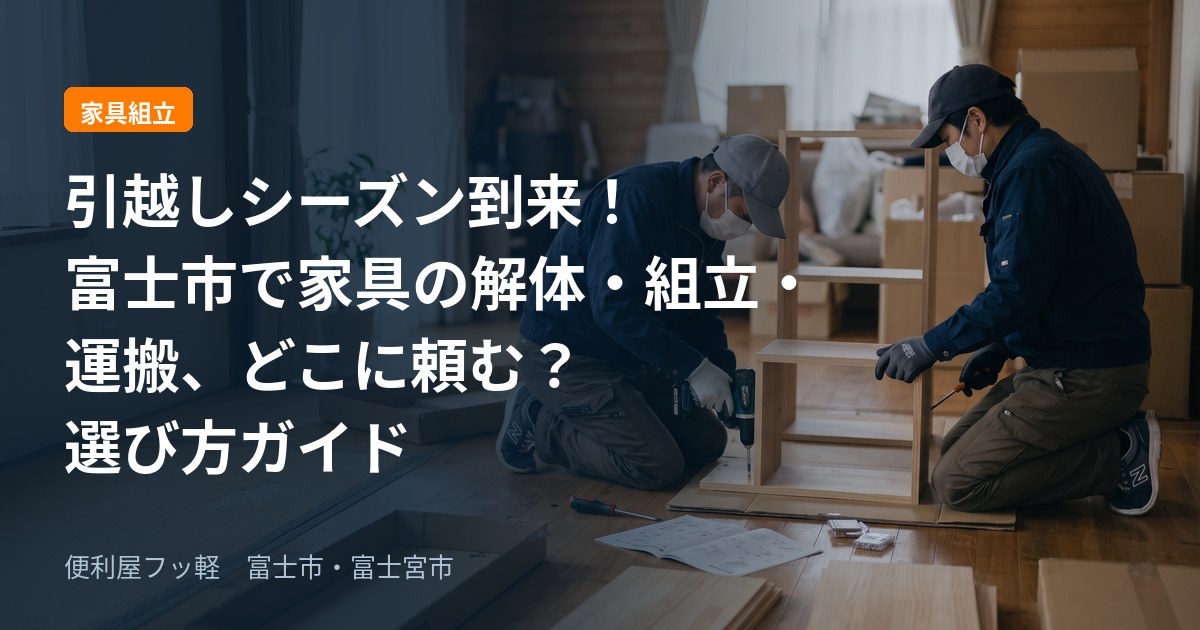 家具組立
引越しシーズン到来！
富士市で家具の解体・組立・
運搬、どこに頼む？
選び方ガイド
便利屋フッ軽　富士市・富士宮市